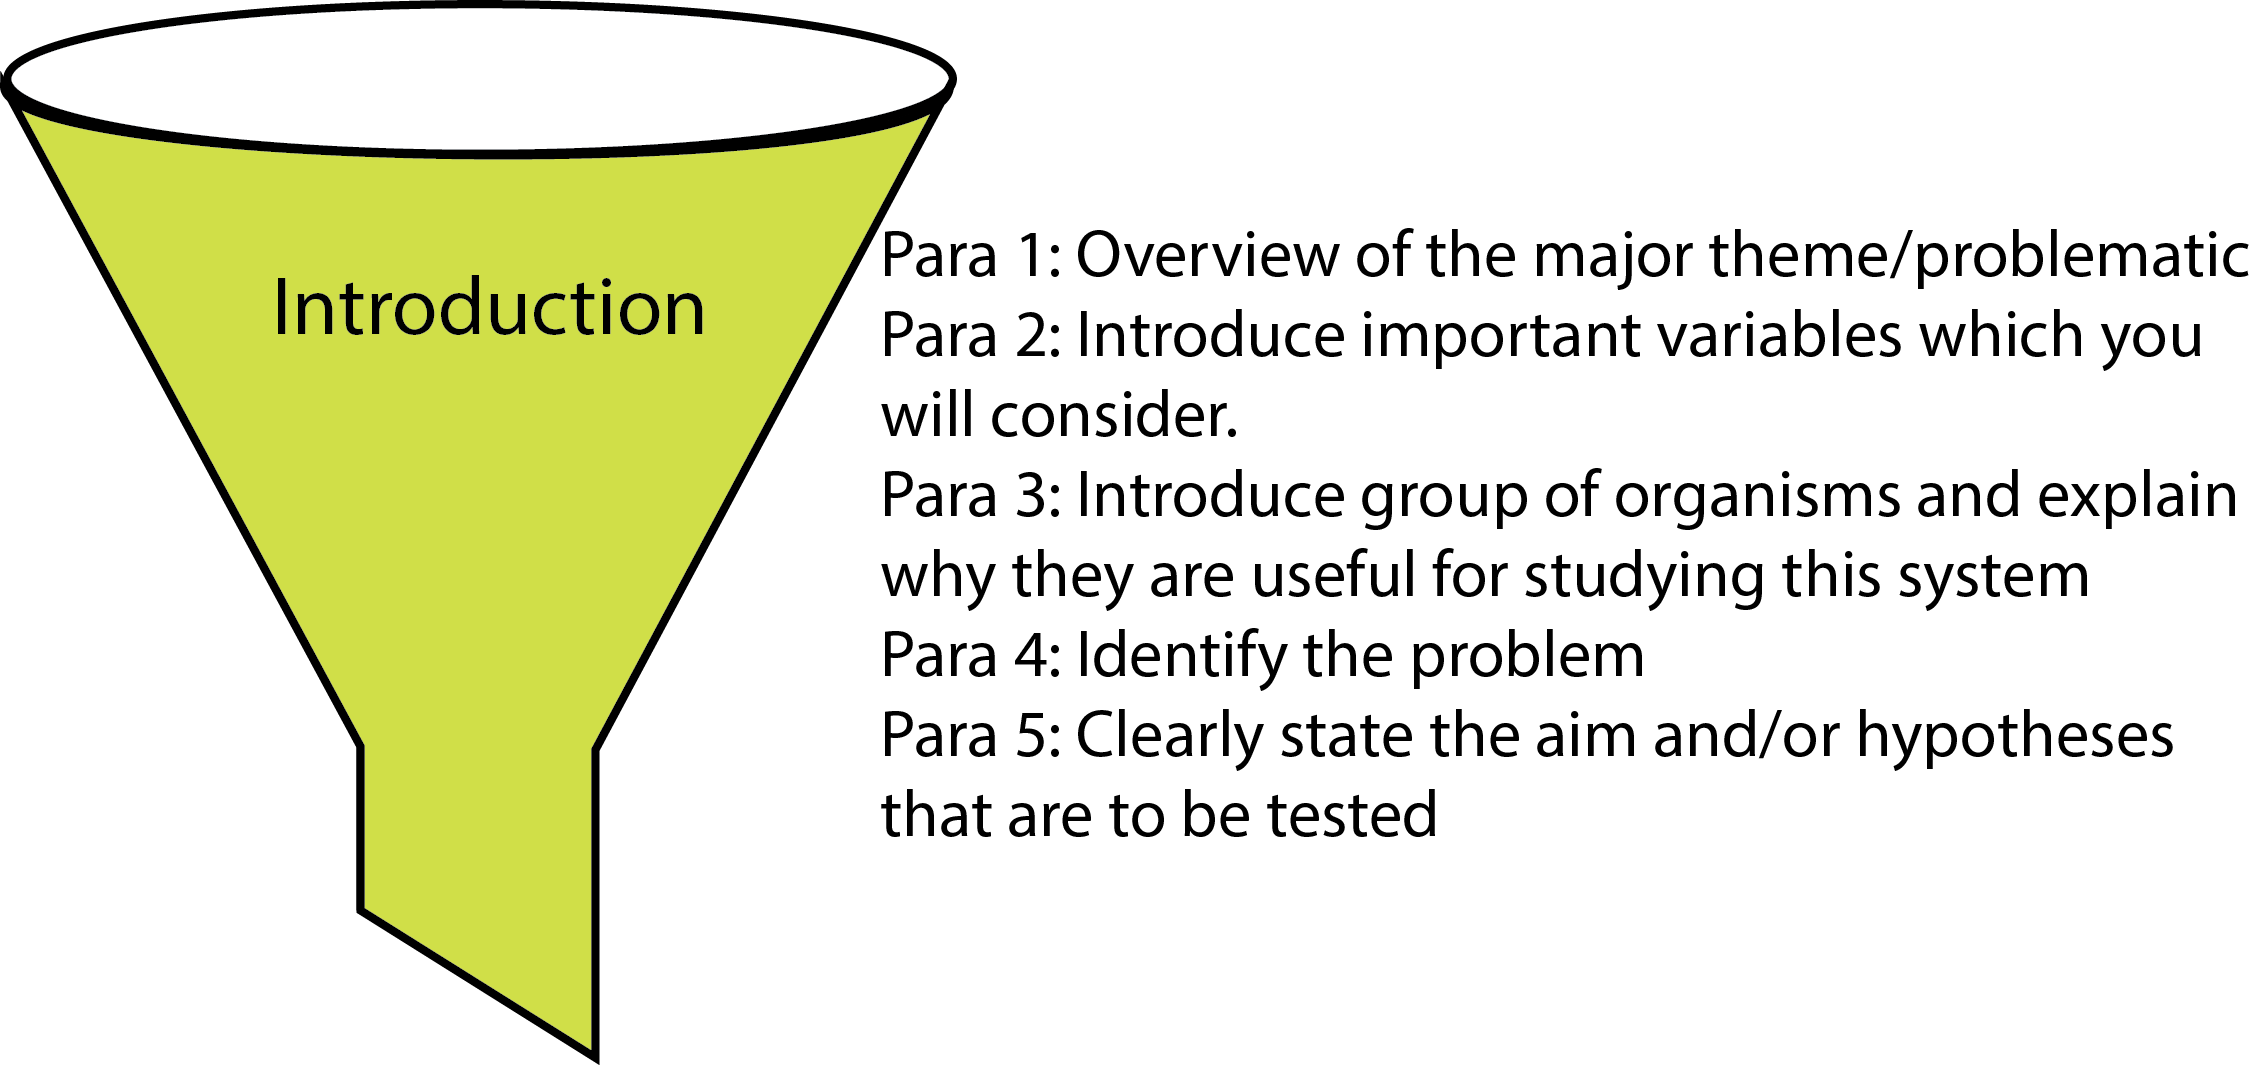 Introduction
Para 1: Overview of the major theme/problematic
Para 2: Introduce important variables which you
will consider.
Para 3: Introduce group of organisms and explain
why they are useful for studying this system
Para 4: Identify the problem
Para 5: Clearly state the aim and/or hypotheses
that are to be tested